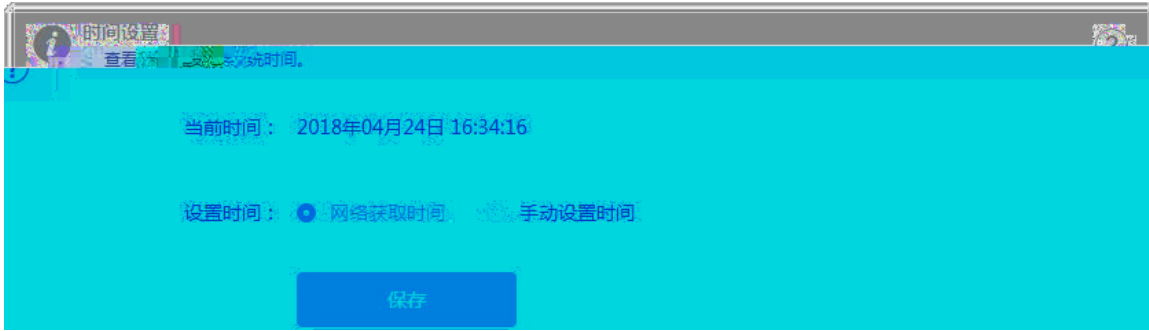 时间设置
查看 系统时间。
当前时间： 2018年04月24日 16:34:16
设置时间： 网络获取时间 手动设置时间
保存